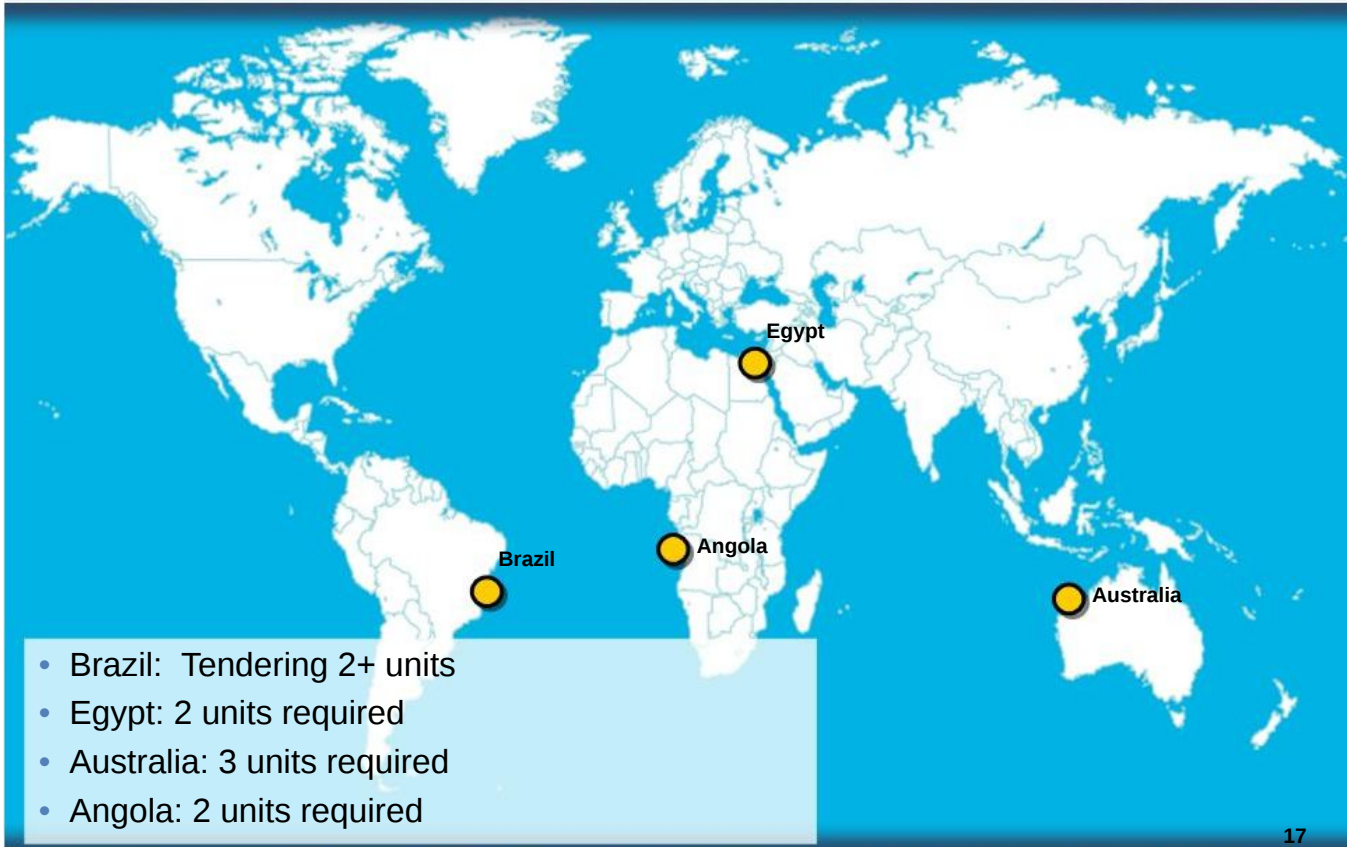 Egypt
Angola
Brazil
Australia
• Brazil:  Tendering 2+ units
• Egypt: 2 units required
• Australia: 3 units required
• Angola: 2 units required
17